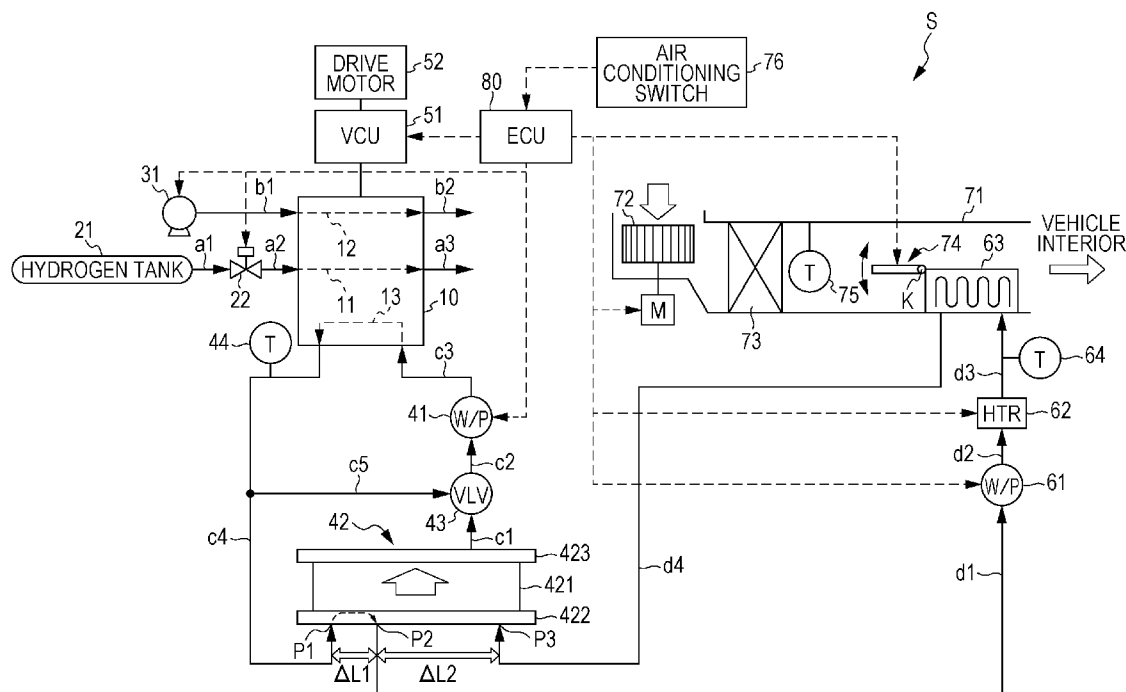 S
DRIVE
MOTOR
52
AIR
CONDITIONING
SWITCH
76
80
51
VCU
ECU
31
b1
b2
72
71
VEHICLE
INTERIOR
21
12
74
63
HYDROGEN TANK
a1
a2
a3
T
75
K
22
11
10
13
M
73
44
T
c3
T
64
d3
41
W/P
HTR
62
c2
d2
c5
VLV
W/P
61
43
42
c1
c4
423
421
d4
d1
422
P1
P2
P3
ΔL1
ΔL2